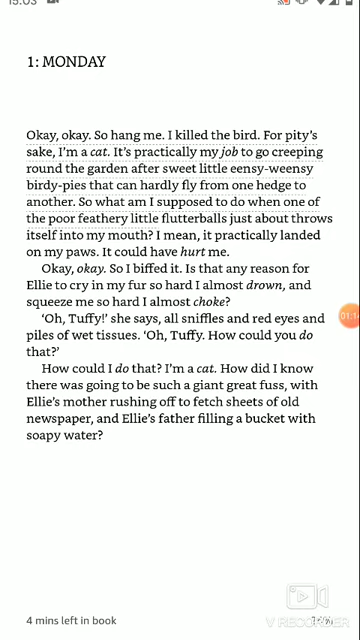 15:03
1: MONDAY
Okay, okay. So hang me. I killed the bird. For pity’s
sake, I’m a cat. It’s practically my job to go creeping
round the garden after sweet little eensy-weensy
birdy-pies that can hardly fly from one hedge to
another. So what am I supposed to do when one of
the poor feathery little flutterballs just about throws
itself into my mouth? I mean, it practically landed
on my paws. It could have hurt me.
Okay, okay. So I biffed it. Is that any reason for
Ellie to cry in my fur so hard I almost drown, and
squeeze me so hard I almost choke?
‘Oh, Tuffy!’ she says, all sniffles and red eyes and
piles of wet tissues. ‘Oh, Tuffy. How could you do
that?’
How could I do that? I’m a cat. How did I know
there was going to be such a giant great fuss, with
Ellie’s mother rushing off to fetch sheets of old
newspaper, and Ellie’s father filling a bucket with
soapy water?
4 mins left in book
V RECORDER